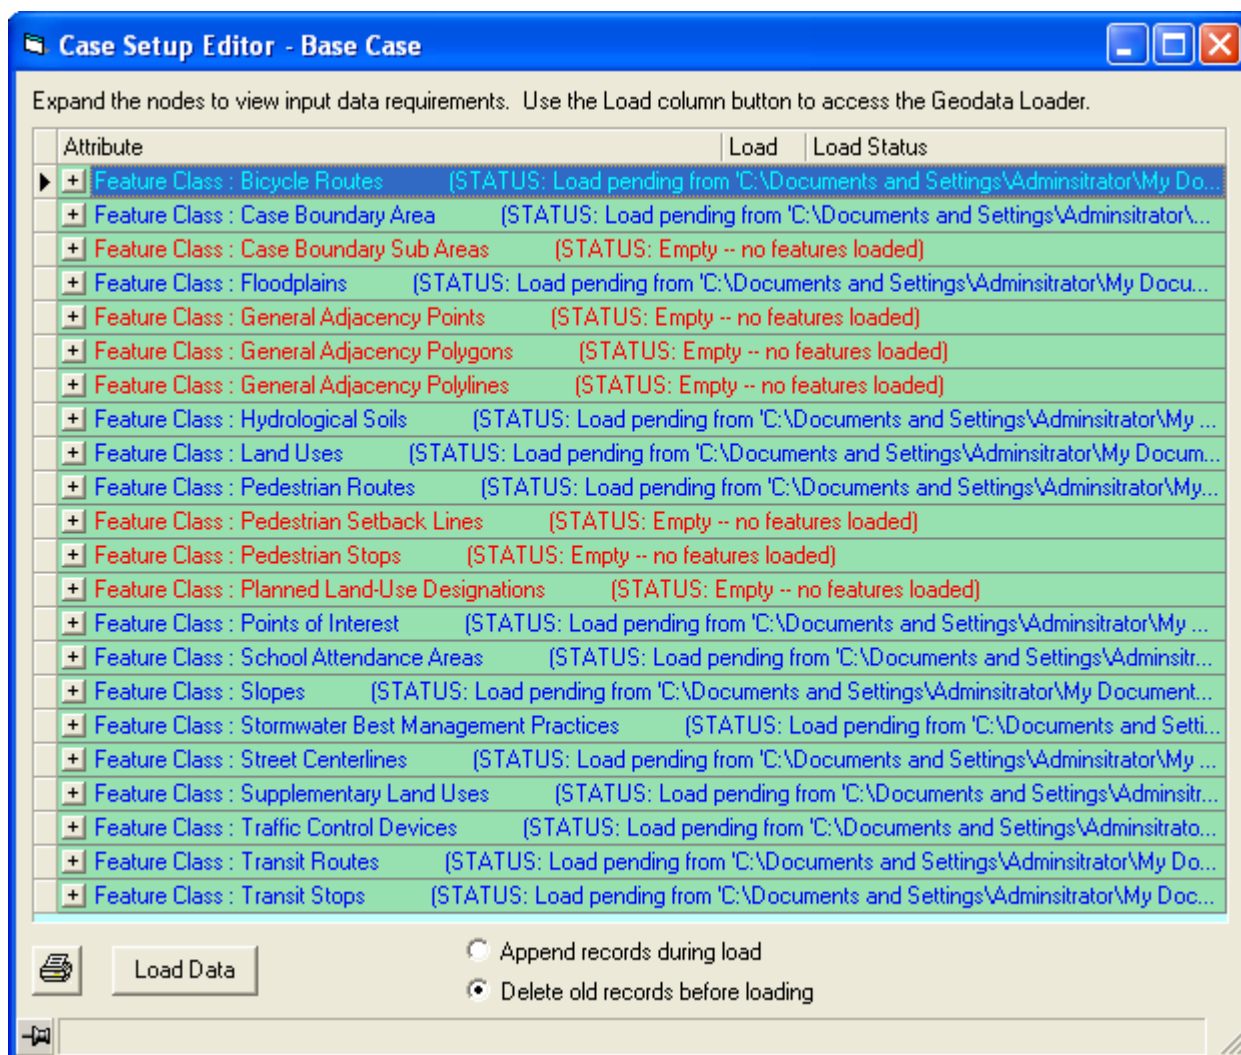 Case Setup Editor - Base Case
Expand the nodes to view input data requirements.  Use the Load column button to access the Geodata Loader.
Attribute Load Load Status
Feature Class : Bicycle Routes (STATUS: Load pending from 'C:\Documents and Settings\Adminsitrator\My Do...
Feature Class : Case Boundary Area (STATUS: Load pending from 'C:\Documents and Settings\Adminsitrator\...
Feature Class : Case Boundary Sub Areas (STATUS: Empty -- no features loaded)
Feature Class : Floodplains (STATUS: Load pending from 'C:\Documents and Settings\Adminsitrator\My Docu...
Feature Class : General Adjacency Points (STATUS: Empty -- no features loaded)
Feature Class : General Adjacency Polygons (STATUS: Empty -- no features loaded)
Feature Class : General Adjacency Polylines (STATUS: Empty -- no features loaded)
Feature Class : Hydrological Soils (STATUS: Load pending from 'C:\Documents and Settings\Adminsitrator\My ...
Feature Class : Land Uses (STATUS: Load pending from 'C:\Documents and Settings\Adminsitrator\My Docum...
Feature Class : Pedestrian Routes (STATUS: Load pending from 'C:\Documents and Settings\Adminsitrator\My...
Feature Class : Pedestrian Setback Lines (STATUS: Empty -- no features loaded)
Feature Class : Pedestrian Stops (STATUS: Empty -- no features loaded)
Feature Class : Planned Land-Use Designations (STATUS: Empty -- no features loaded)
Feature Class : Points of Interest (STATUS: Load pending from 'C:\Documents and Settings\Adminsitrator\My ...
Feature Class : School Attendance Areas (STATUS: Load pending from 'C:\Documents and Settings\Adminsitr...
Feature Class : Slopes (STATUS: Load pending from 'C:\Documents and Settings\Adminsitrator\My Document...
Feature Class : Stormwater Best Management Practices (STATUS: Load pending from 'C:\Documents and Setti...
Feature Class : Street Centerlines (STATUS: Load pending from 'C:\Documents and Settings\Adminsitrator\My ...
Feature Class : Supplementary Land Uses (STATUS: Load pending from 'C:\Documents and Settings\Adminsitr...
Feature Class : Traffic Control Devices (STATUS: Load pending from 'C:\Documents and Settings\Adminsitrato...
Feature Class : Transit Routes (STATUS: Load pending from 'C:\Documents and Settings\Adminsitrator\My Do...
Feature Class : Transit Stops (STATUS: Load pending from 'C:\Documents and Settings\Adminsitrator\My Doc...
Append records during load
Load Data
Delete old records before loading